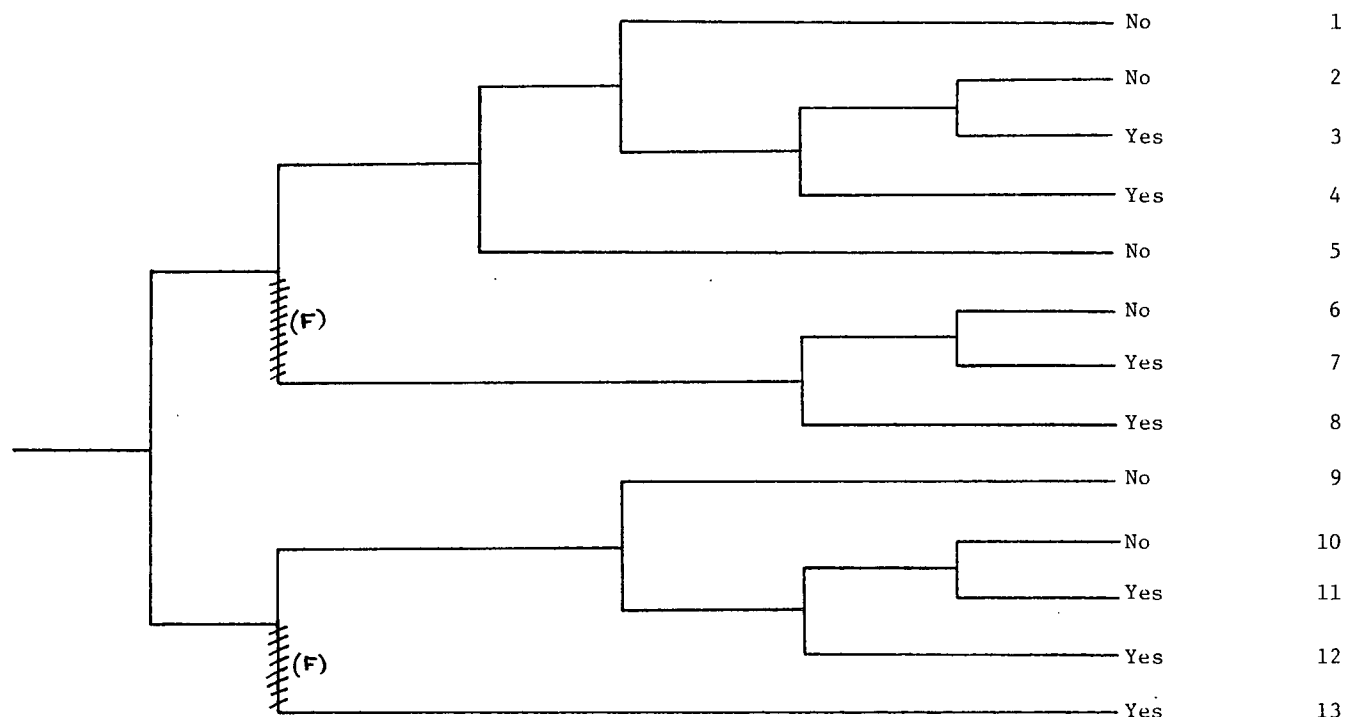 No 1
No 2
Yes 3
Yes 4
No 5
(F)
No 6
Yes 7
Yes 8
No 9
No 10
Yes 11
Yes 12
(F)
Yes 13